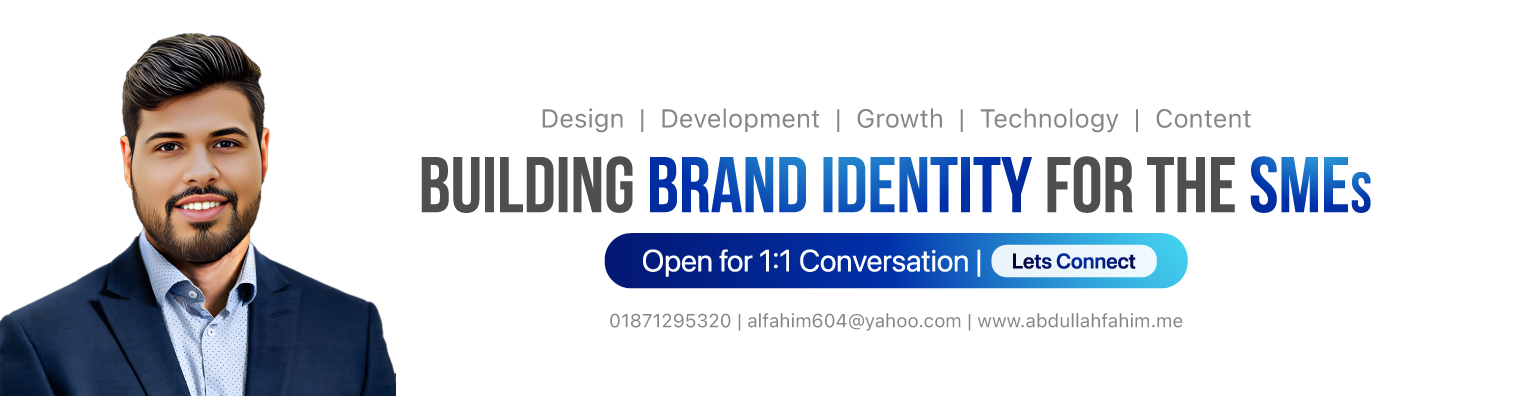 Design | Development | Growth | Technology | Content
BUILDING BRAND IDENTITY FOR THE SMEs
Open for 1:1 Conversation | Lets Connect
01871295320 | alfahim604@yahoo.com | www.abdullahfahim.me